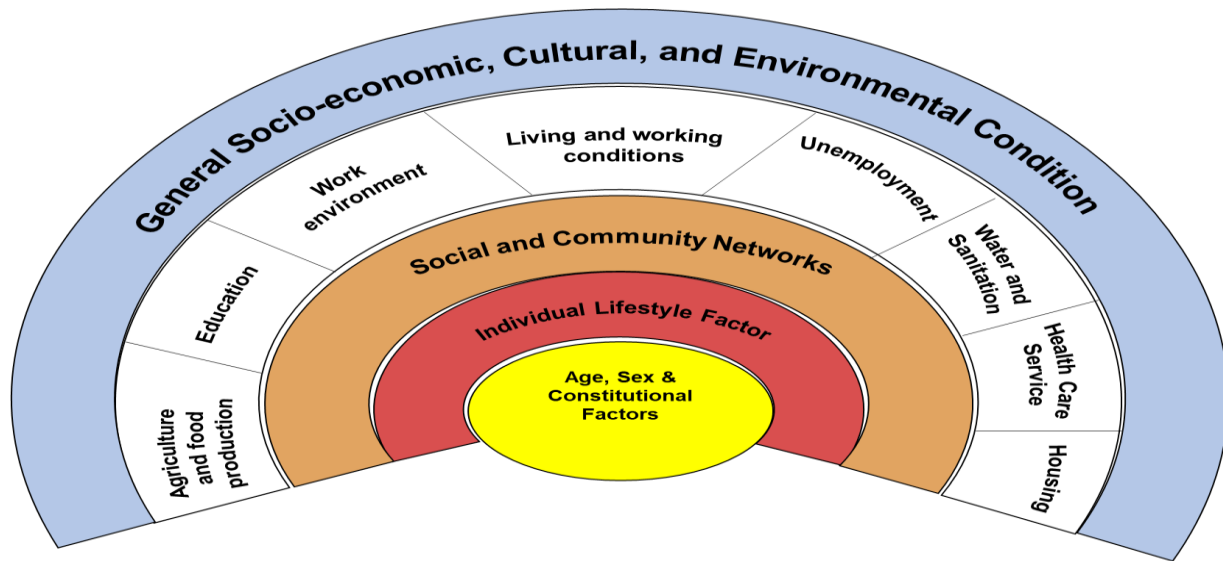 General Socio-economic, Cultural, and Environmental Condition
Agriculture
and food
production
Education
Work
environment
Living and working
conditions
Unemployment
Water and
Sanitation
Health Care
Service
Housing
Social and Community Networks
Individual Lifestyle Factor
Age, Sex &
Constitutional
Factors